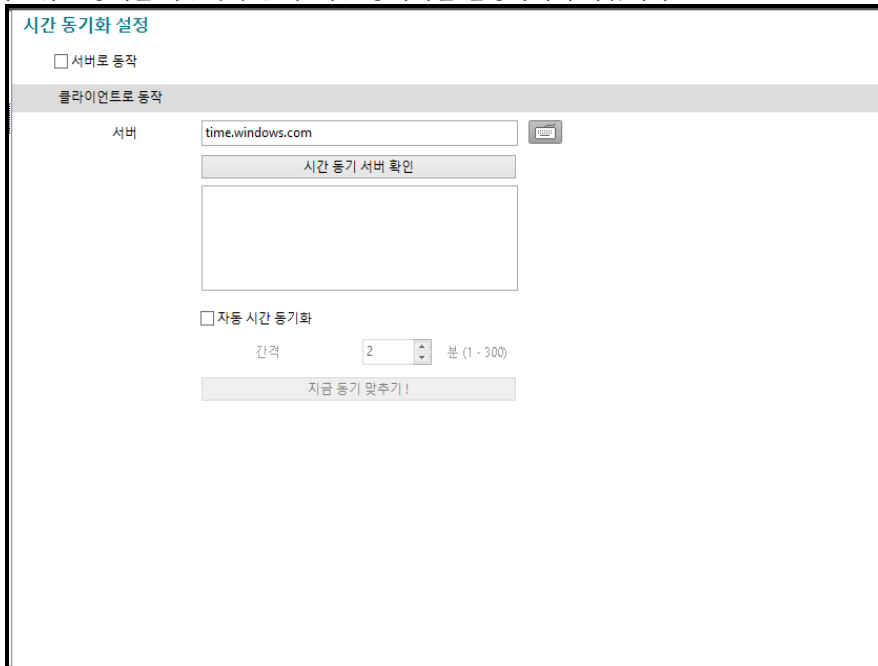 시간 동기화 설정
서버로 동작
클라이언트로 동작
서버 time.windows.com
시간 동기 서버 확인
자동 시간 동기화
간격 2 분 (1 - 300)
지금 동기 맞추기 !